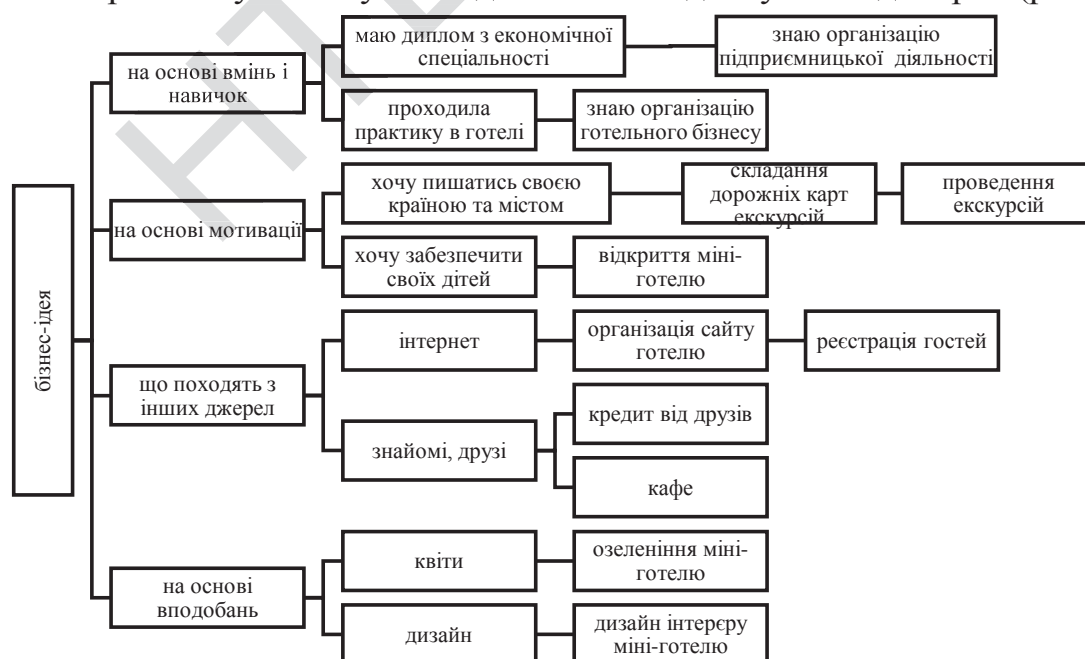 маю диплом з економічної
спеціальності
знаю організацію
підприємницької діяльності
на основі вмінь і
навичок
проходила
практику в готелі
знаю організацію
готельного бізнесу
хочу пишатись своєю
країною та містом
складання
дорожніх карт
екскурсій
проведення
екскурсій
на основі мотивації
хочу забезпечити
своїх дітей
відкриття міні-
готелю
бізнес-ідея
інтернет
організація сайту
готелю
реєстрація гостей
що походять з
інших джерел
знайомі, друзі
кредит від друзів
кафе
квіти
озеленіння міні-
готелю
на основі
вподобань
дизайн
дизайн інтерєру
міні-готелю